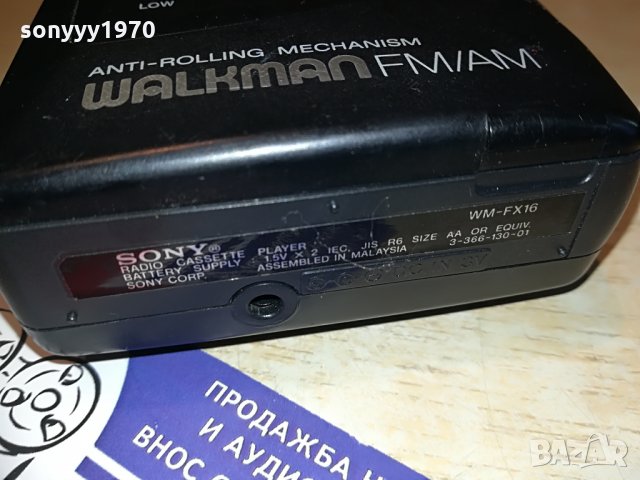 sonyyy1970
LOW
ANTI-ROLLING MECHANISM
WALKMAN FM/AM
WM-FX16
SONY®
RADIO CASSETTE PLAYER
BATTERY SUPPLY 1.5V X 2 IEC, JIS R6 SIZE AA OR EQUIV.
SONY CORP. ASSEMBLED IN MALAYSIA 3-366-130-01
ПРОДАЖБА
И АУДИО
ВНОС
BAZAR